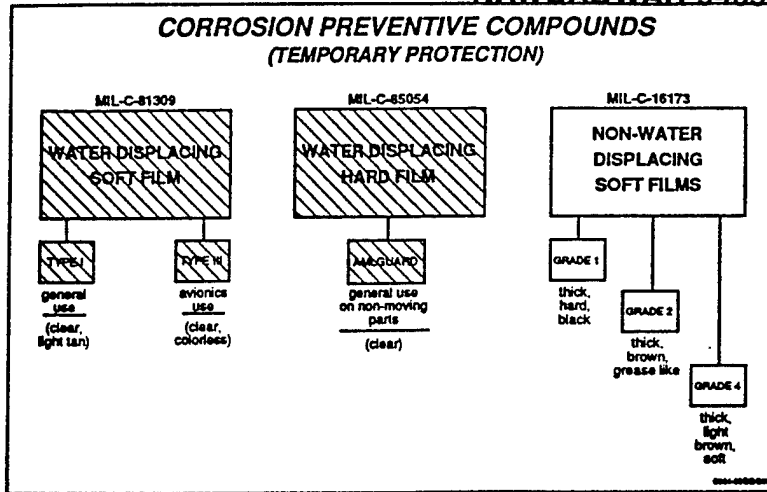 CORROSION PREVENTIVE COMPOUNDS
(TEMPORARY PROTECTION)
MIL-C-81309
WATER DISPLACING
SOFT FILM
TYPE I
general
use
(clear,
light tan)
TYPE III
avionics
use
(clear,
colorless)
MIL-C-85054
WATER DISPLACING
HARD FILM
AMLGUARD
general use
on non-moving
parts
(clear)
MIL-C-16173
NON-WATER
DISPLACING
SOFT FILMS
GRADE 1
thick,
hard,
black
GRADE 2
thick,
brown,
grease like
GRADE 4
thick,
light
brown,
soft